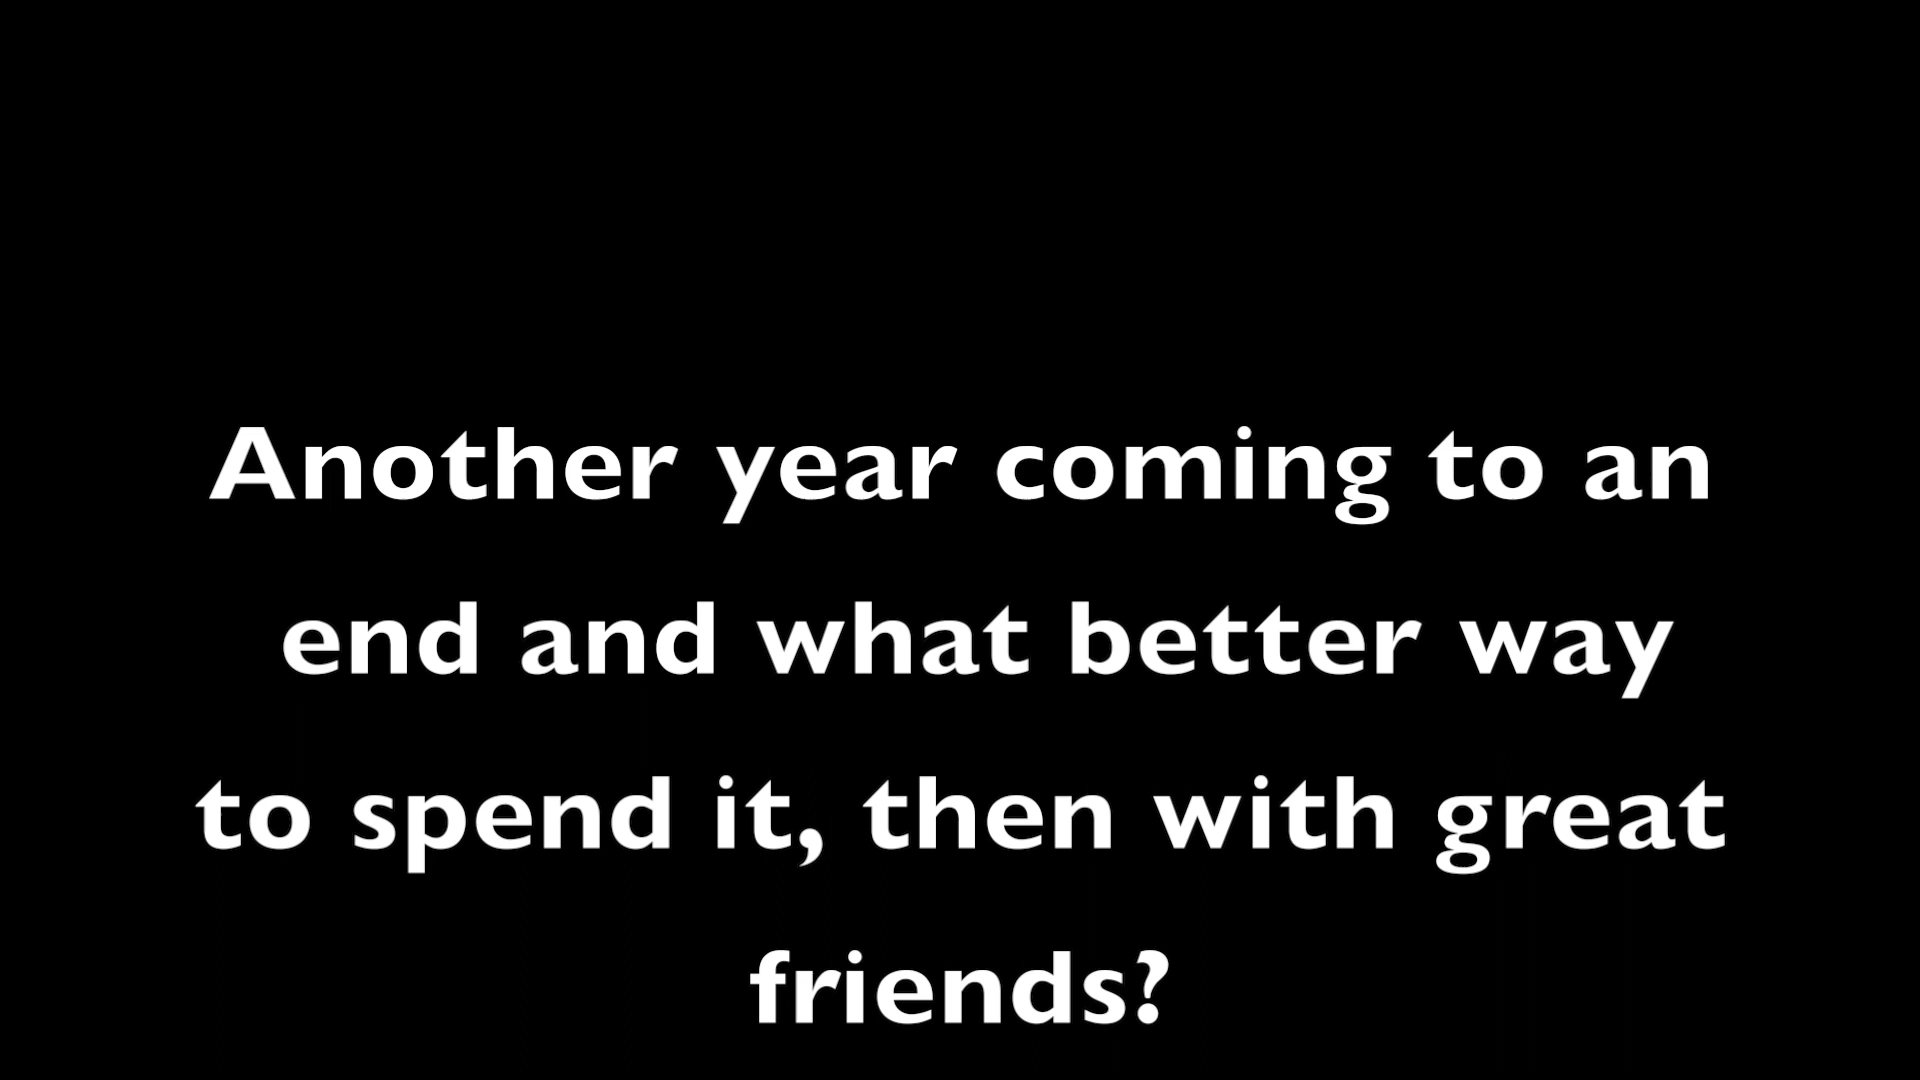 Another year coming to an
end and what better way
to spend it, then with great
friends?